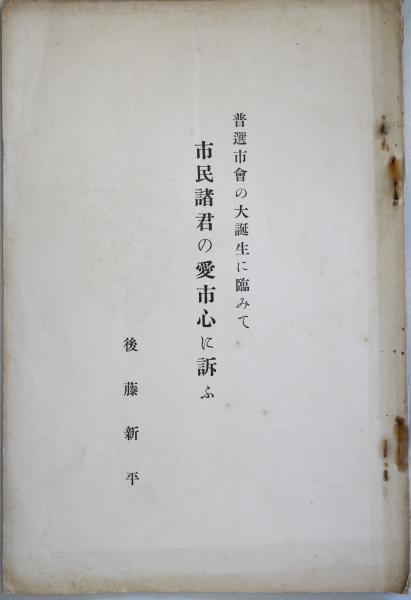 普選市會の大誕生に臨みて
市民諸君の愛市心に訴ふ
後藤新平